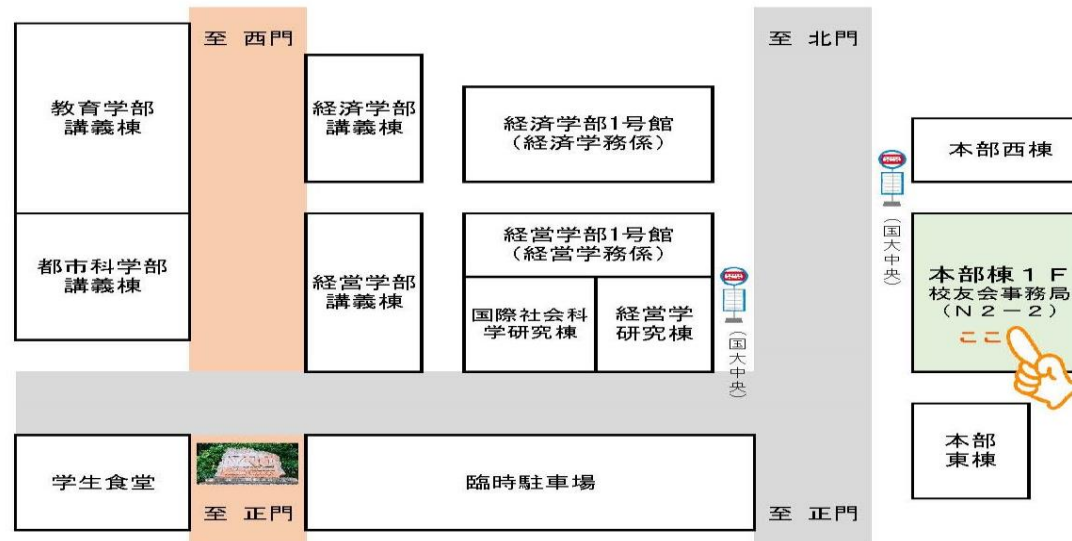 至 西門
至 北門
教育学部
講義棟
経済学部
講義棟
経済学部1号館
(経済学務係)
本部西棟
(国大中央)
都市科学部
講義棟
経営学部
講義棟
経営学部1号館
(経営学務係)
国際社会科
学研究棟
経営学
研究棟
(国大中央)
本部棟1F
校友会事務局
(N2-2)
ここ
学生食堂
至 正門
臨時駐車場
至 正門
本部
東棟